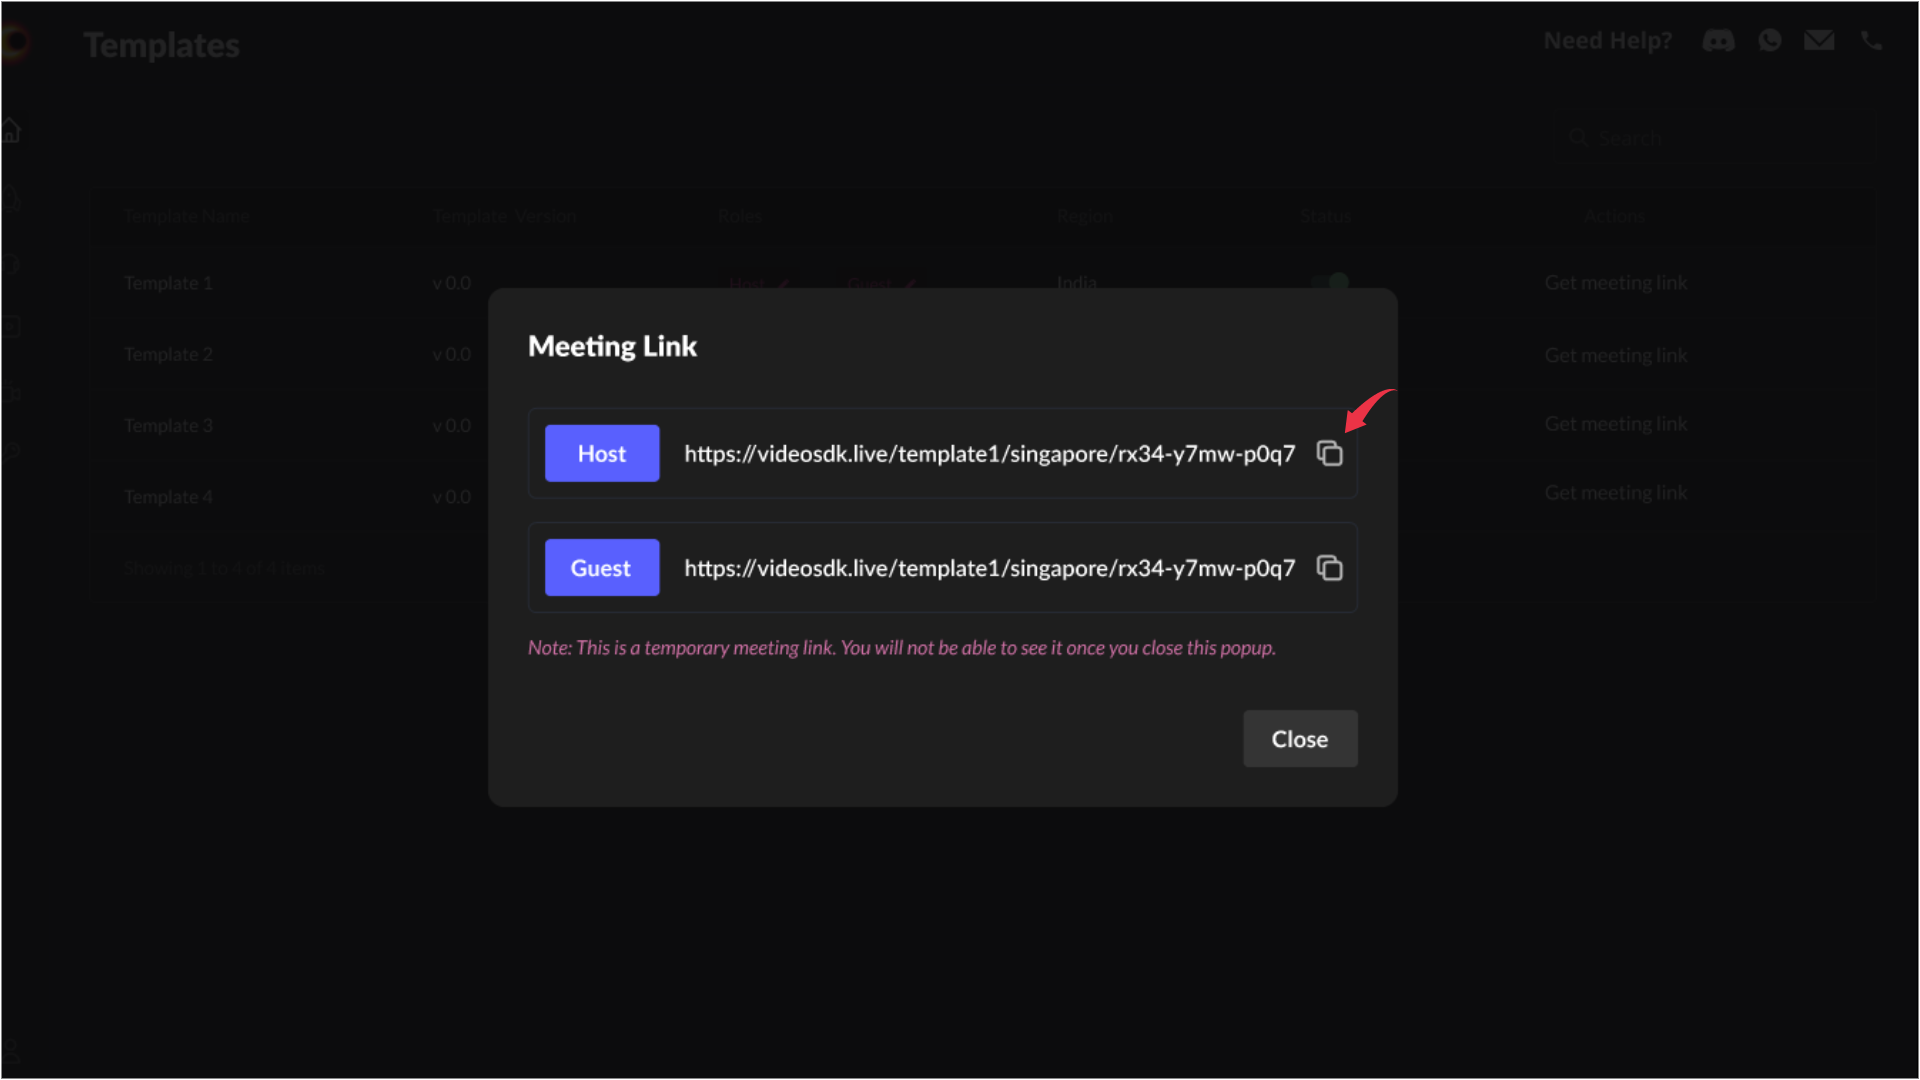 Templates
Need Help?
Search
Template Name Template Version Roles Region Status Actions
Template 1 v 0.0 Host Guest India Get meeting link
Template 2 v 0.0 Get meeting link
Template 3 v 0.0 Get meeting link
Template 4 v 0.0 Get meeting link
Showing 1 to 4 of 4 items
Meeting Link
Host https://videosdk.live/template1/singapore/rx34-y7mw-p0q7
Guest https://videosdk.live/template1/singapore/rx34-y7mw-p0q7
Note: This is a temporary meeting link. You will not be able to see it once you close this popup.
Close